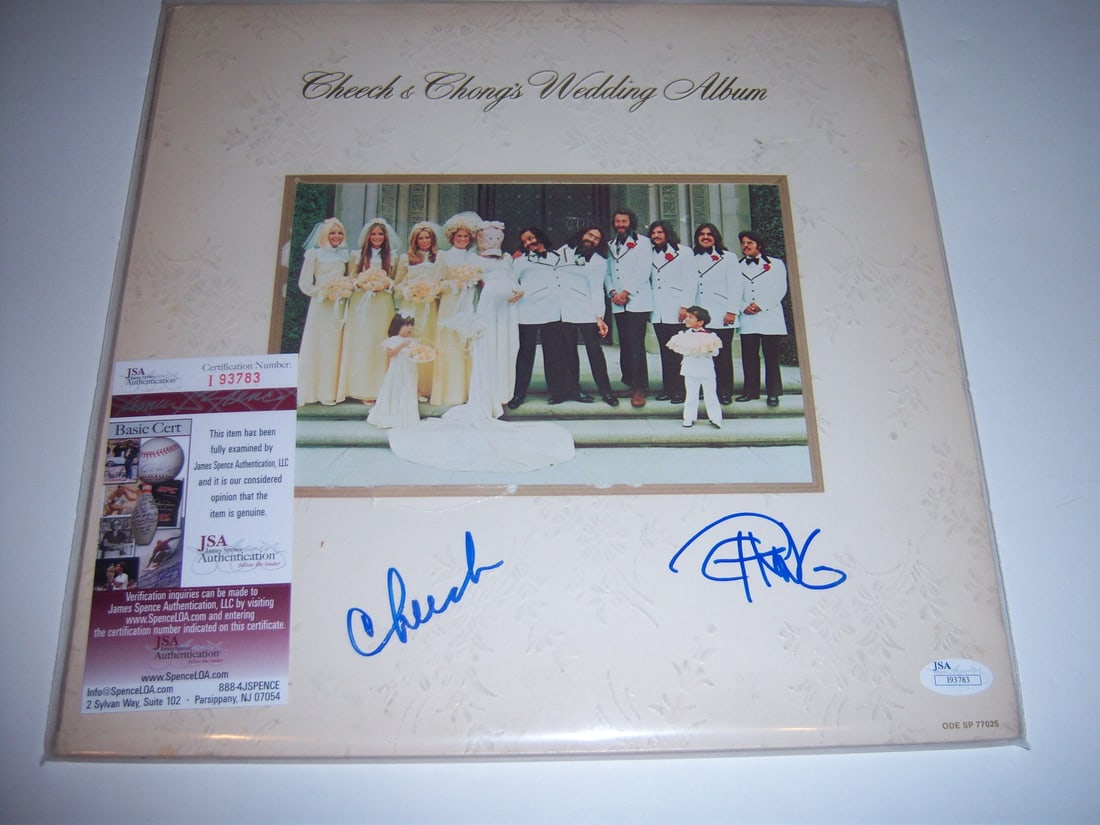 Cheech & Chong's Wedding Album
JSA
Authentication
Certification Number:
I 93783
Basic Cert
This item has been
fully examined by
James Spence Authentication, LLC
and it is our considered
opinion that the
item is genuine.
JSA
James Spence
Authentication
follow the leader
Verification inquiries can be made to
James Spence Authentication, LLC by visiting
www.SpenceLOA.com and entering
the certification number indicated on this certificate.
JSA
Authentication
www.SpenceLOA.com
Info@SpenceLOA.com 888-4JSPENCE
2 Sylvan Way, Suite 102 - Parsippany, NJ 07054
Cheech
Chong
JSA
I93783
ODE SP 77025